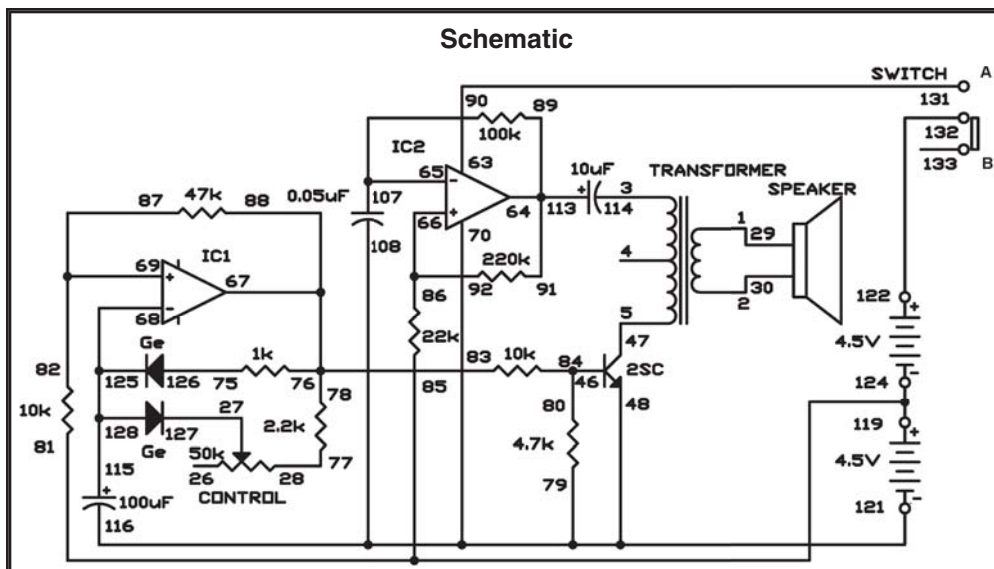 Schematic
SWITCH A
131
90 89
132
100k
IC2
63
133 B
10uF
TRANSFORMER
65
-
+ 3
SPEAKER
87 47k 88 0.05uF 107
66 +
64 113 114
1
29
108
70
4
IC1
220k
30
69 + 67
92 91
2
122
68 -
86
5
+
Ge
22k
47
4.5V
1k
83 10k 84
2SC
-
82
125 126 75 76
85
46
124
78
80
48
119
10k
27
+
128 127
2.2k
4.7k
81
Ge 50k
77
4.5V
115
26 28
79
+
CONTROL
-
100uF
121
116